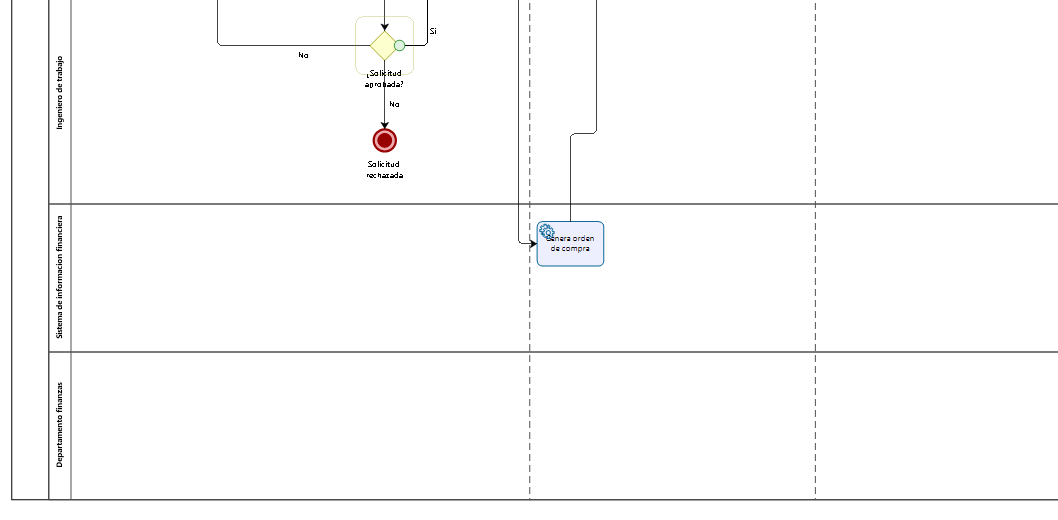 Si
No
¿Solicitud
aprobada?
No
Solicitud
rechazada
Ingeniero de trabajo
Genera orden
de compra
Sistema de informacion financiera
Departamento finanzas